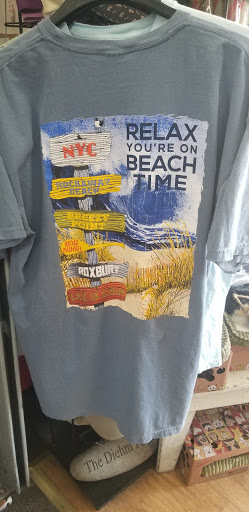 NYC
RELAX
YOU'RE ON
BEACH
TIME
ROCKAWAY
BEACH
BREEZY
POINT
ROXBURY
The Diehm